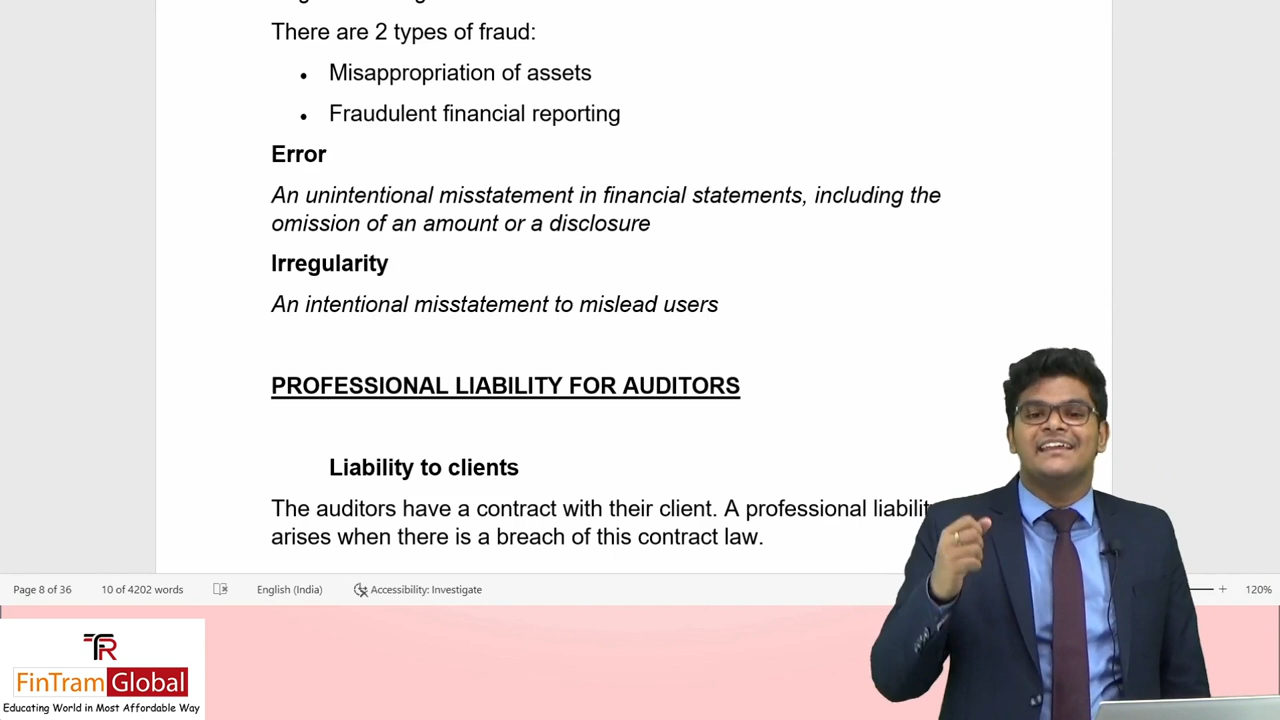 There are 2 types of fraud:
• Misappropriation of assets
• Fraudulent financial reporting
Error
An unintentional misstatement in financial statements, including the
omission of an amount or a disclosure
Irregularity
An intentional misstatement to mislead users
PROFESSIONAL LIABILITY FOR AUDITORS
Liability to clients
The auditors have a contract with their client. A professional
arises when there is a breach of this contract law.
Page 8 of 36 10 of 4202 words English (India) Accessibility: Investigate + 120%
TR
FinTram Global
Educating World in Most Affordable Way